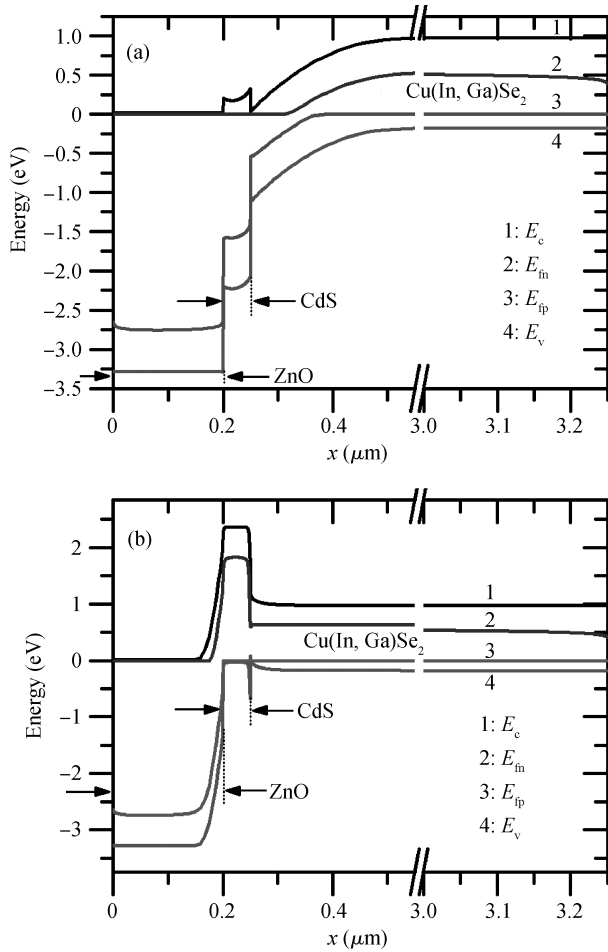 (a)
1.0
0.5
0
−0.5
−1.0
−1.5
−2.0
−2.5
−3.0
−3.5
Energy (eV)
1
2
Cu(In, Ga)Se2
3
4
1: Ec
2: Efn
3: Efp
4: Ev
CdS
ZnO
0 0.2 0.4 3.0 3.1 3.2
x (μm)
(b)
2
1
0
−1
−2
−3
Energy (eV)
1
2
Cu(In, Ga)Se2
3
4
CdS
1: Ec
2: Efn
3: Efp
4: Ev
ZnO
0 0.2 0.4 3.0 3.1 3.2
x (μm)